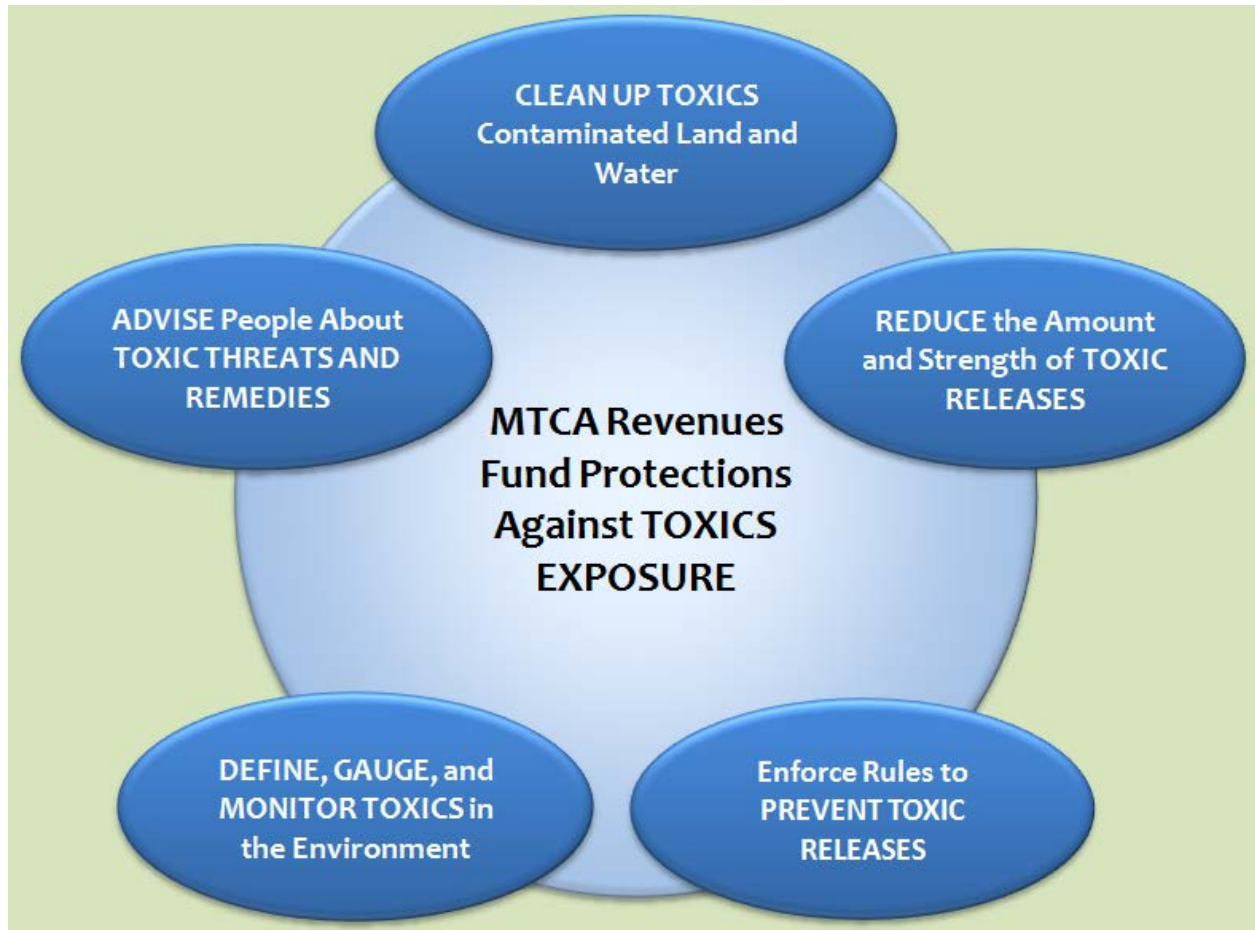 CLEAN UP TOXICS
Contaminated Land and
Water
ADVISE People About
TOXIC THREATS AND
REMEDIES
REDUCE the Amount
and Strength of TOXIC
RELEASES
MTCA Revenues
Fund Protections
Against TOXICS
EXPOSURE
DEFINE, GAUGE, and
MONITOR TOXICS in
the Environment
Enforce Rules to
PREVENT TOXIC
RELEASES